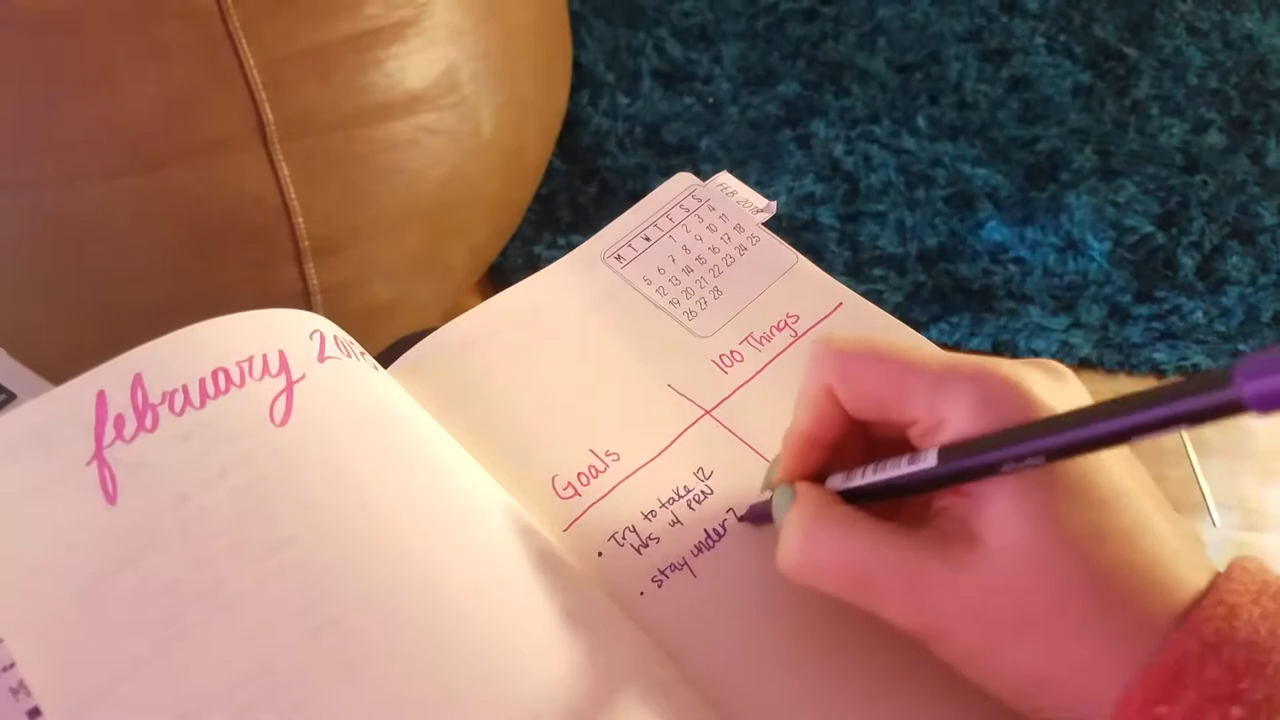 february 201
FEB 2018
M T W T F S S
1 2 3 4
5 6 7 8 9 10 11
12 13 14 15 16 17 18
19 20 21 22 23 24 25
26 27 28
100 Things
Goals
• Try to take 12
hrs w/ PRN
• stay under